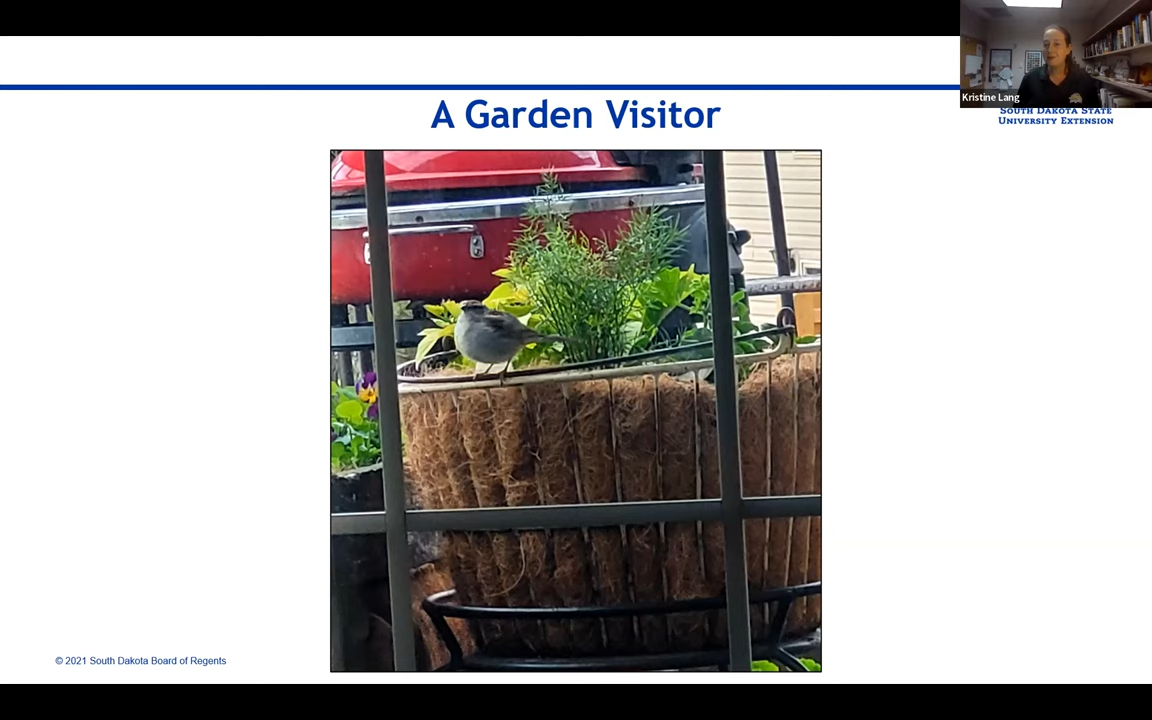 A Garden Visitor
Kristine Lang
South Dakota State
University Extension
© 2021 South Dakota Board of Regents